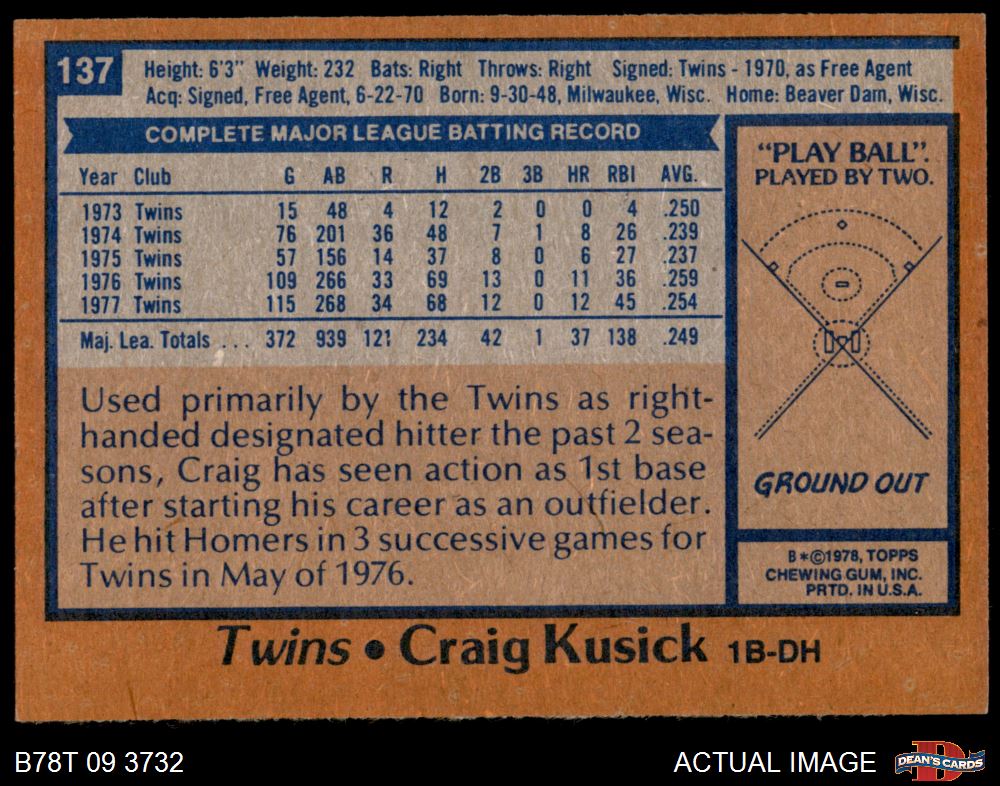 137
Height: 6'3" Weight: 232 Bats: Right Throws: Right Signed: Twins - 1970, as Free Agent
Acq: Signed, Free Agent, 6-22-70 Born: 9-30-48, Milwaukee, Wisc. Home: Beaver Dam, Wisc.
COMPLETE MAJOR LEAGUE BATTING RECORD
Year Club G AB R H 2B 3B HR RBI AVG.
1973 Twins 15 48 4 12 2 0 0 4 .250
1974 Twins 76 201 36 48 7 1 8 26 .239
1975 Twins 57 156 14 37 8 0 6 27 .237
1976 Twins 109 266 33 69 13 0 11 36 .259
1977 Twins 115 268 34 68 12 0 12 45 .254
Maj. Lea. Totals . . . 372 939 121 234 42 1 37 138 .249
Used primarily by the Twins as right-
handed designated hitter the past 2 sea-
sons, Craig has seen action as 1st base
after starting his career as an outfielder.
He hit Homers in 3 successive games for
Twins in May of 1976.
"PLAY BALL".
PLAYED BY TWO.
GROUND OUT
B*©1978, TOPPS
CHEWING GUM, INC.
PRTD. IN U.S.A.
Twins • Craig Kusick 1B-DH
B78T 09 3732
ACTUAL IMAGE
DEAN'S CARDS